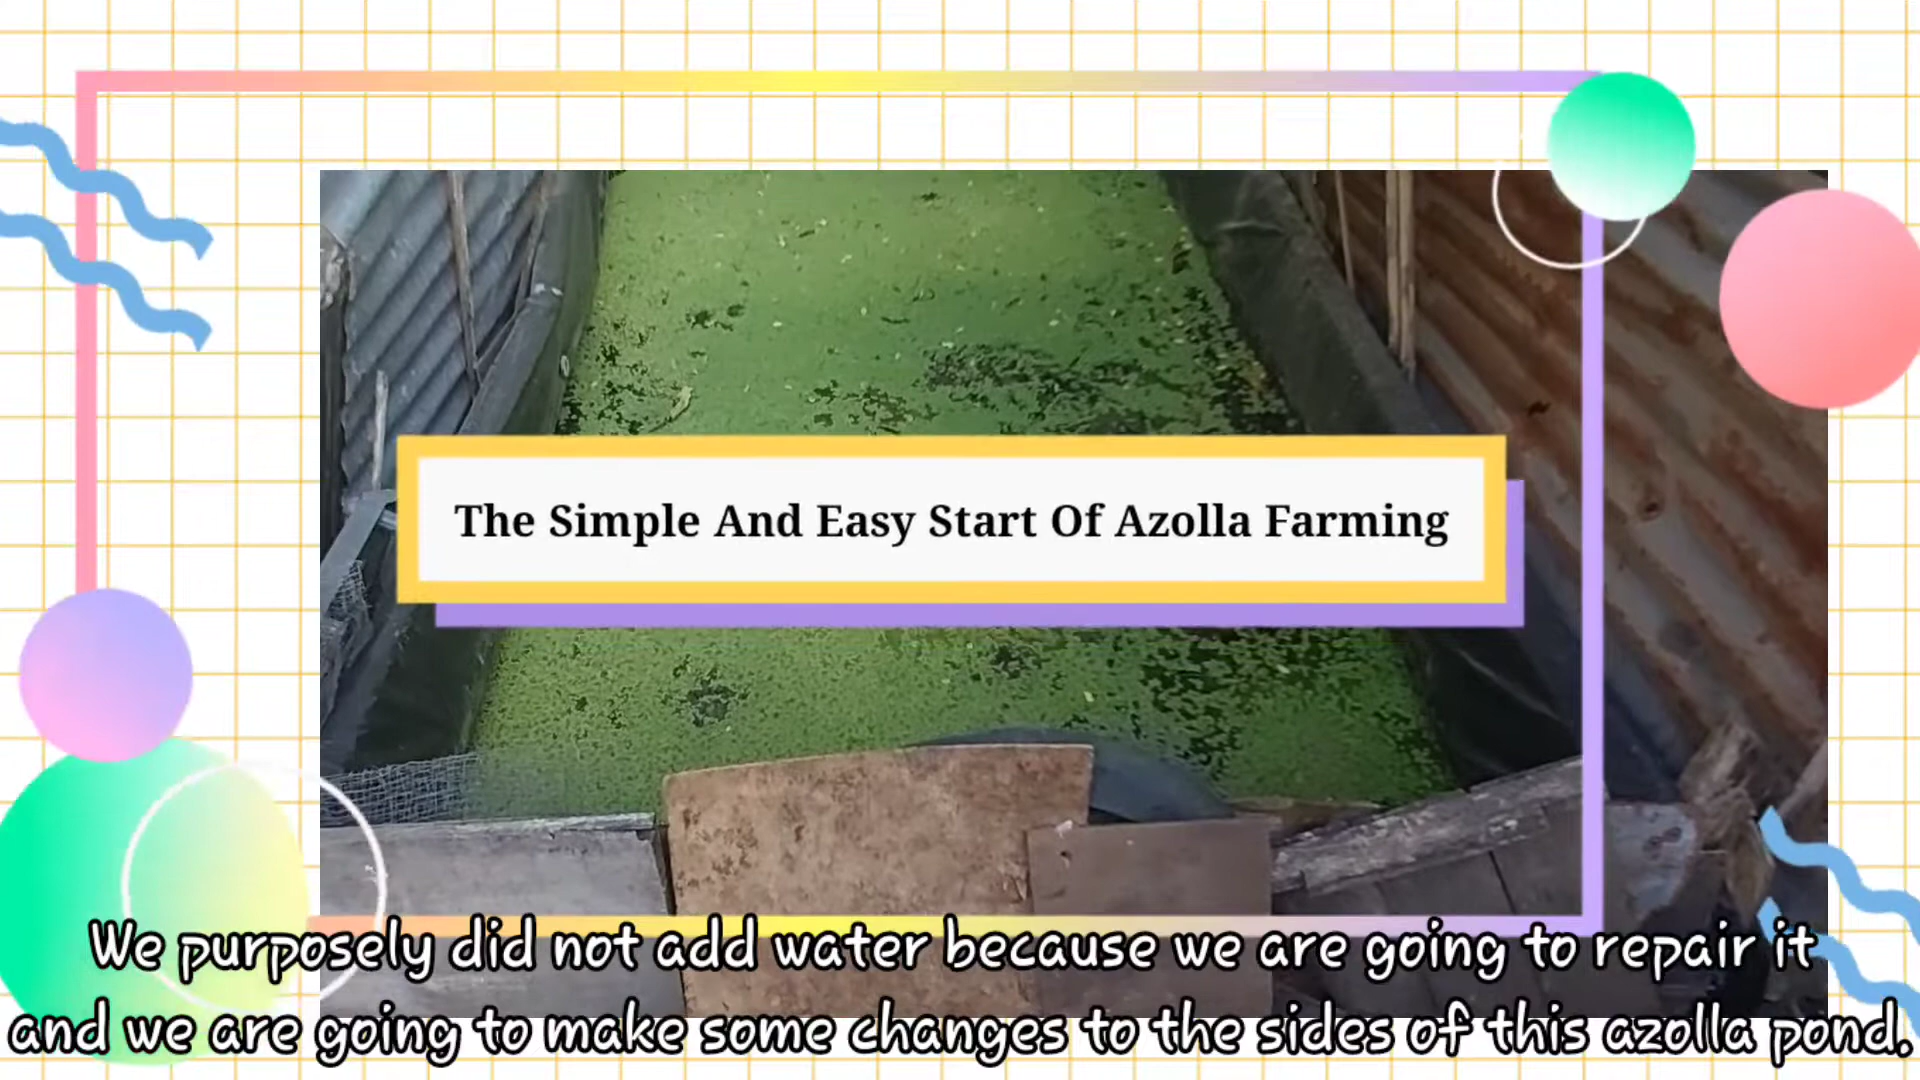 The Simple And Easy Start Of Azolla Farming
We purposely did not add water because we are going to repair it
and we are going to make some changes to the sides of this azolla pond.